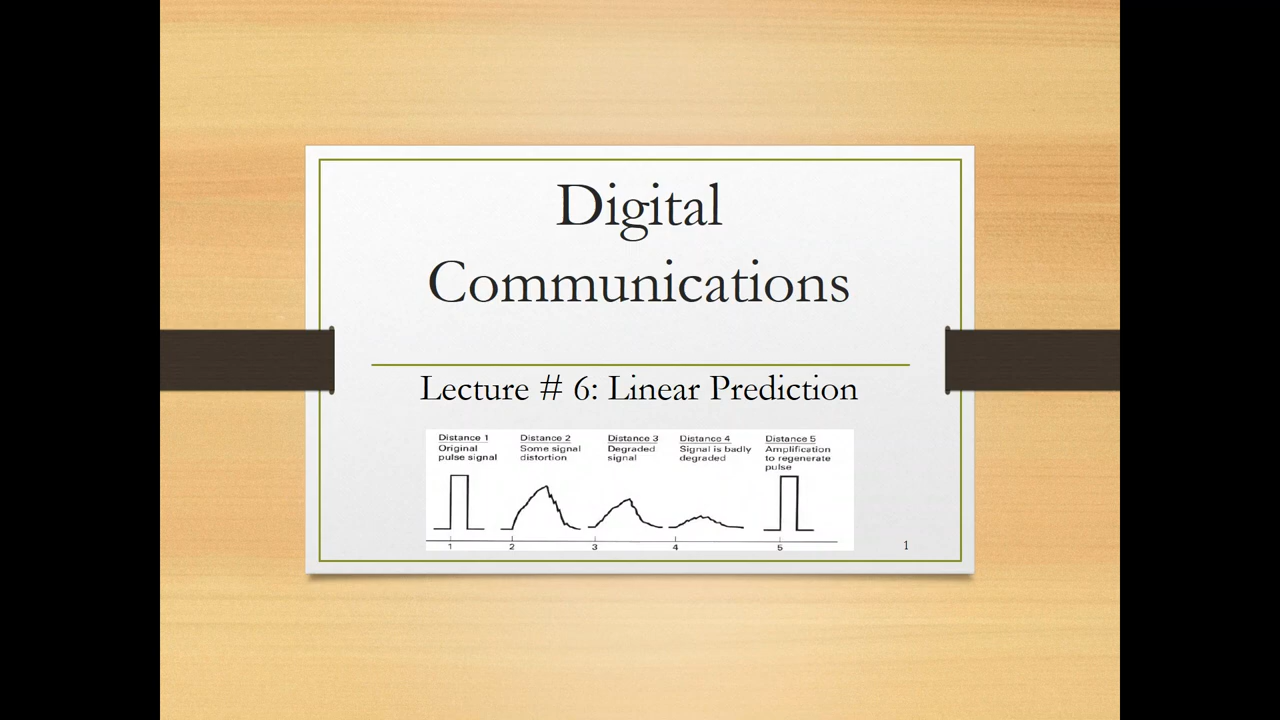 Digital
Communications
Lecture # 6: Linear Prediction
Distance 1
Original
pulse signal
Distance 2
Some signal
distortion
Distance 3
Degraded
signal
Distance 4
Signal is badly
degraded
Distance 5
Amplification
to regenerate
pulse
1 2 3 4 5
1